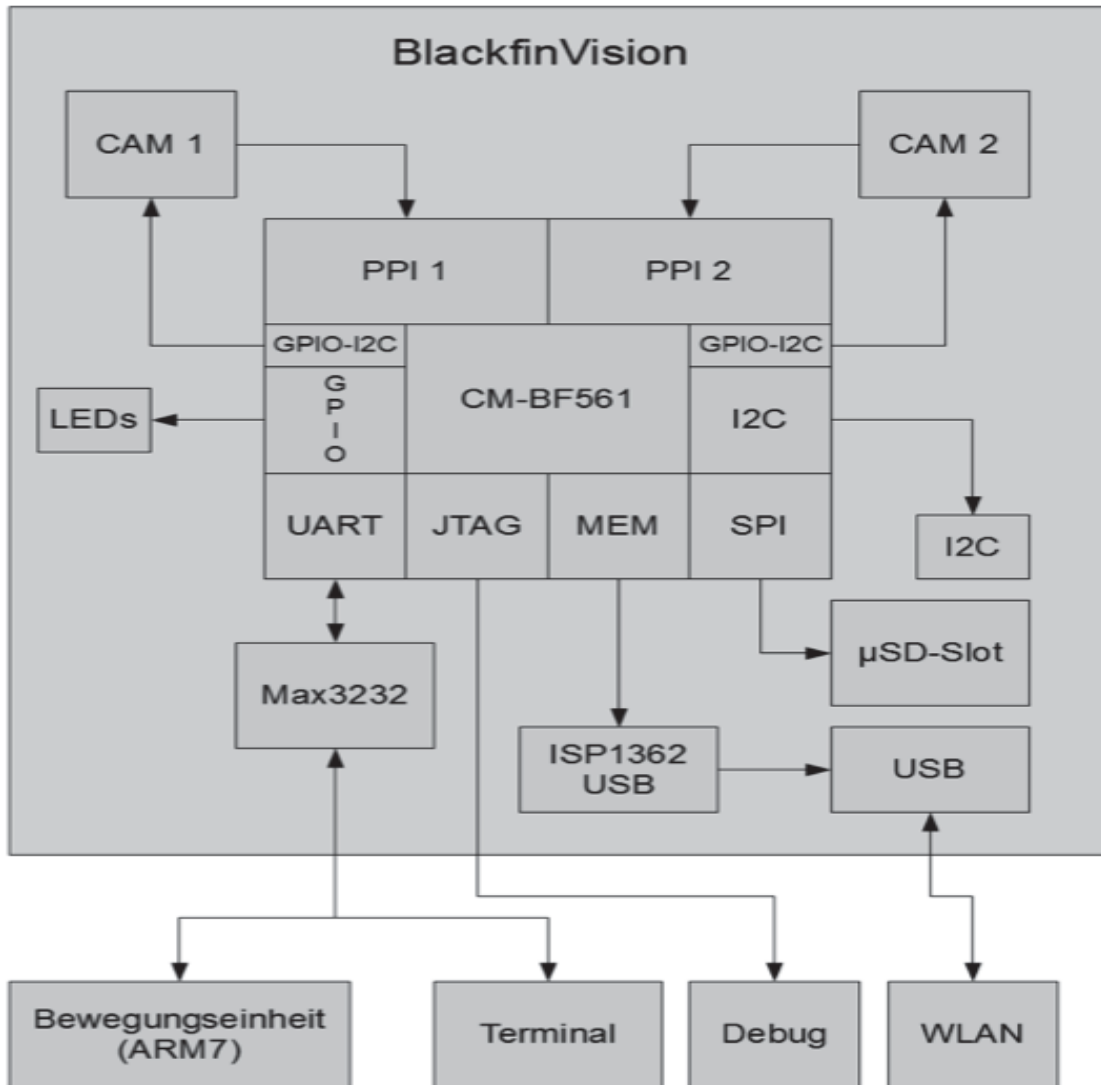 BlackfinVision
CAM 1
CAM 2
PPI 1
PPI 2
GPIO-I2C
GPIO-I2C
CM-BF561
G
P
I
O
LEDs
I2C
UART
JTAG
MEM
SPI
I2C
µSD-Slot
Max3232
ISP1362
USB
USB
Bewegungseinheit
(ARM7)
Terminal
Debug
WLAN